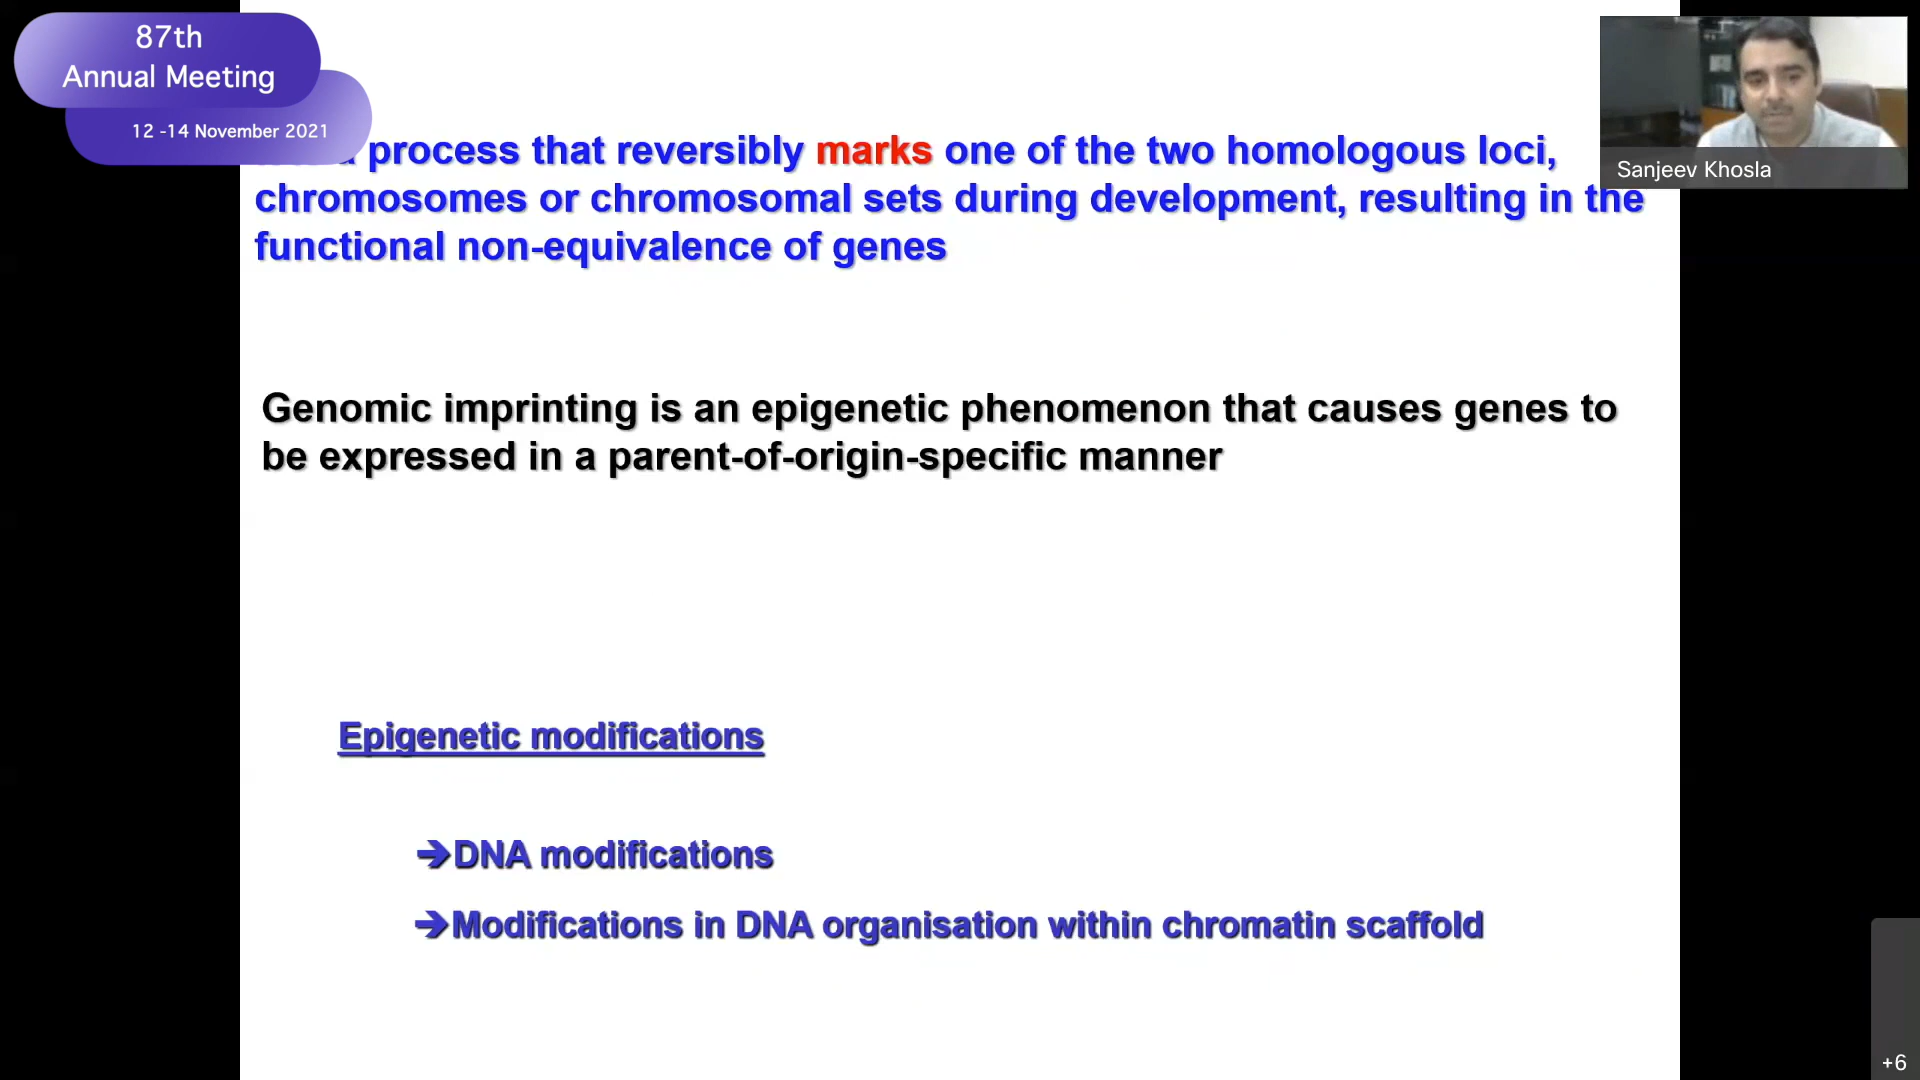 87th
Annual Meeting
12 -14 November 2021
Sanjeev Khosla
process that reversibly marks one of the two homologous loci,
chromosomes or chromosomal sets during development, resulting in the
functional non-equivalence of genes
Genomic imprinting is an epigenetic phenomenon that causes genes to
be expressed in a parent-of-origin-specific manner
Epigenetic modifications
➔DNA modifications
➔Modifications in DNA organisation within chromatin scaffold
+6